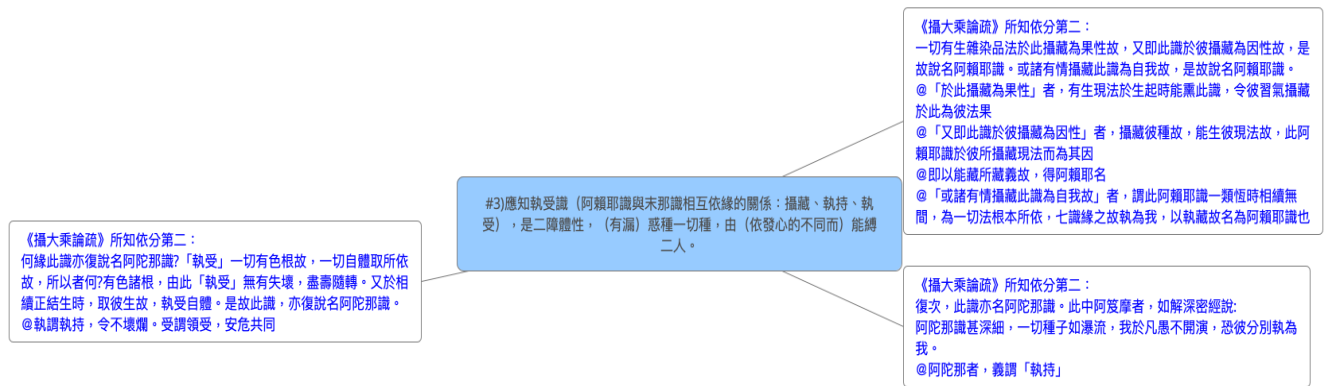 《攝大乘論疏》所知依分第二：
一切有生雜染品法於此攝藏為果性故，又即此識於彼攝藏為因性故，是
故說名阿賴耶識。或諸有情攝藏此識為自我故，是故說名阿賴耶識。
@「於此攝藏為果性」者，有生現法於生起時能熏此識，令彼習氣攝藏
於此為彼法果
@「又即此識於彼攝藏為因性」者，攝藏彼種故，能生彼現法故，此阿
賴耶識於彼所攝藏現法而為其因
@即以能藏所藏義故，得阿賴耶名
@「或諸有情攝藏此識為自我故」者，謂此阿賴耶識一類恆時相續無
間，為一切法根本所依，七識緣之故執為我，以執藏故名為阿賴耶識也
#3)應知執受識（阿賴耶識與末那識相互依緣的關係：攝藏、執持、執
受），是二障體性，（有漏）惑種一切種，由（依發心的不同而）能縛
二人。
《攝大乘論疏》所知依分第二：
何緣此識亦復說名阿陀那識?「執受」一切有色根故，一切自體取所依
故，所以者何?有色諸根，由此「執受」無有失壞，盡壽隨轉。又於相
續正結生時，取彼生故，執受自體。是故此識，亦復說名阿陀那識。
@執謂執持，令不壞爛。受謂領受，安危共同
《攝大乘論疏》所知依分第二：
復次，此識亦名阿陀那識。此中阿笈摩者，如解深密經說:
阿陀那識甚深細，一切種子如瀑流，我於凡愚不開演，恐彼分別執為
我。
@阿陀那者，義謂「執持」